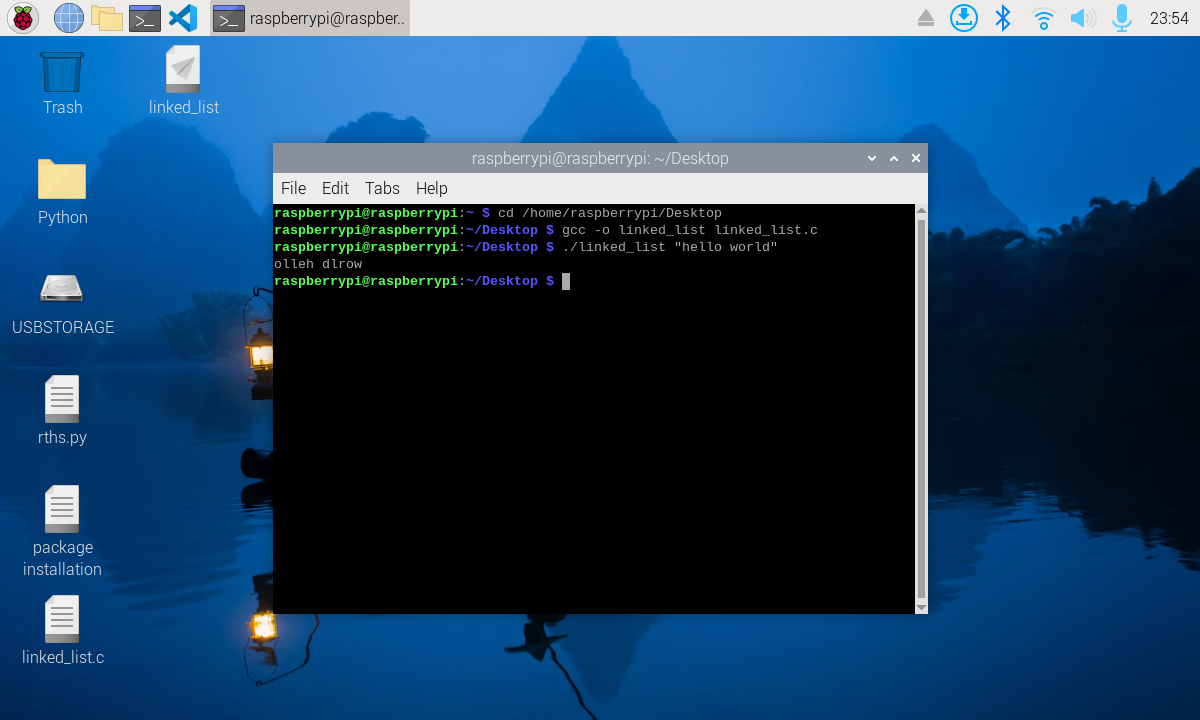 raspberrypi@raspber..
23:54
Trash
linked_list
Python
USBSTORAGE
rths.py
package
installation
linked_list.c
raspberrypi@raspberrypi: ~/Desktop
File Edit Tabs Help
raspberrypi@raspberrypi:~ $ cd /home/raspberrypi/Desktop
raspberrypi@raspberrypi:~/Desktop $ gcc -o linked_list linked_list.c
raspberrypi@raspberrypi:~/Desktop $ ./linked_list "hello world"
olleh dlrow
raspberrypi@raspberrypi:~/Desktop $